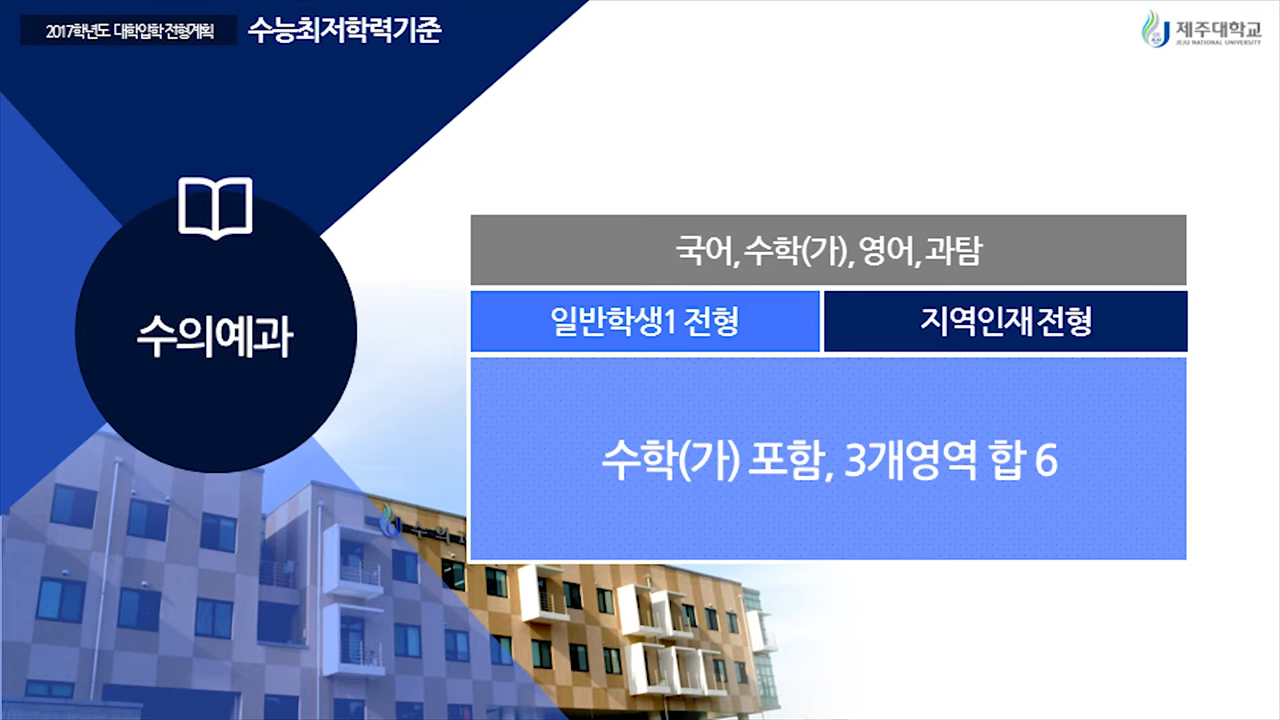 2017학년도 대학입학 전형계획 수능최저학력기준
제주대학교
JEJU NATIONAL UNIVERSITY
수의예과
국어, 수학(가), 영어, 과탐
일반학생1 전형 지역인재 전형
수학(가) 포함, 3개영역 합 6
수의